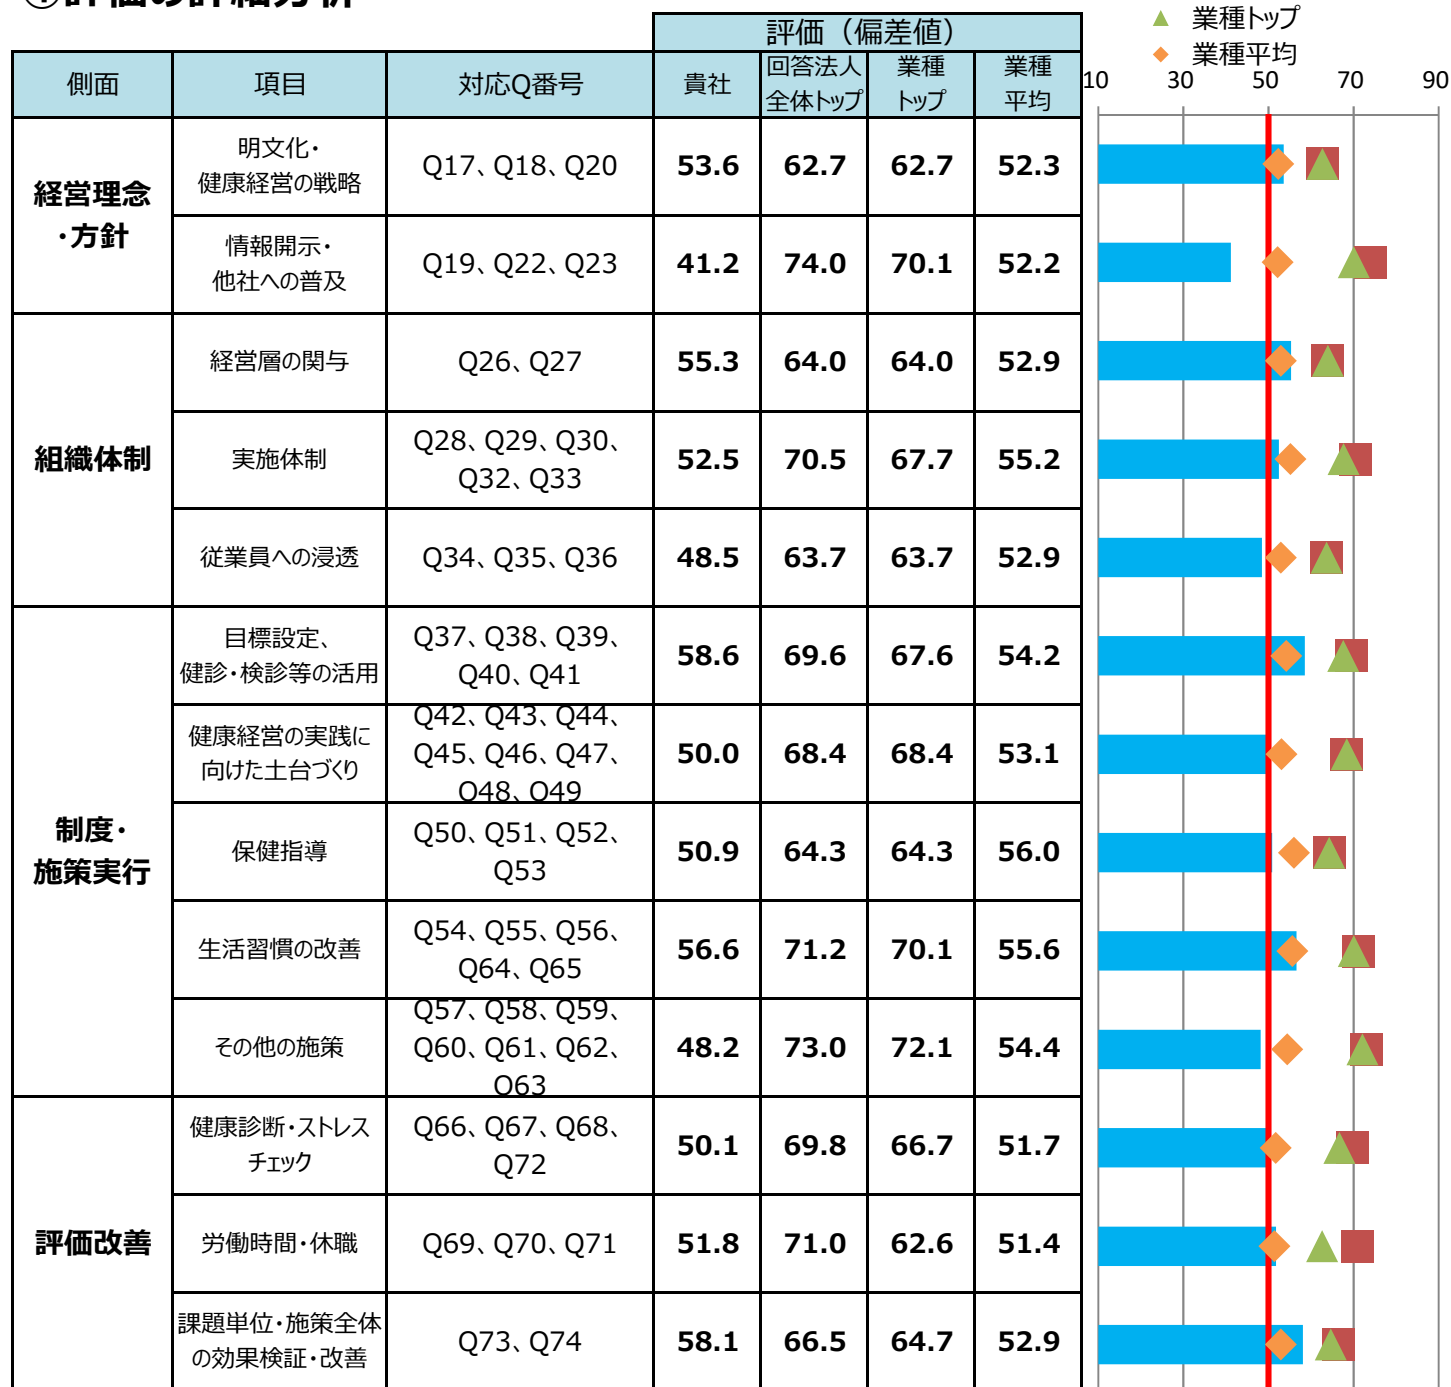 ①評価の詳細分析
▲ 業種トップ
◆ 業種平均
評価（偏差値）
側面 項目 対応Q番号 貴社 回答法人全体トップ 業種トップ 業種平均
10 30 50 70 90
経営理念・方針
明文化・健康経営の戦略 Q17、Q18、Q20 53.6 62.7 62.7 52.3
情報開示・他社への普及 Q19、Q22、Q23 41.2 74.0 70.1 52.2
組織体制
経営層の関与 Q26、Q27 55.3 64.0 64.0 52.9
実施体制 Q28、Q29、Q30、Q32、Q33 52.5 70.5 67.7 55.2
従業員への浸透 Q34、Q35、Q36 48.5 63.7 63.7 52.9
制度・施策実行
目標設定、健診・検診等の活用 Q37、Q38、Q39、Q40、Q41 58.6 69.6 67.6 54.2
健康経営の実践に向けた土台づくり Q42、Q43、Q44、Q45、Q46、Q47、Q48、Q49 50.0 68.4 68.4 53.1
保健指導 Q50、Q51、Q52、Q53 50.9 64.3 64.3 56.0
生活習慣の改善 Q54、Q55、Q56、Q64、Q65 56.6 71.2 70.1 55.6
その他の施策 Q57、Q58、Q59、Q60、Q61、Q62、Q63 48.2 73.0 72.1 54.4
評価改善
健康診断・ストレスチェック Q66、Q67、Q68、Q72 50.1 69.8 66.7 51.7
労働時間・休職 Q69、Q70、Q71 51.8 71.0 62.6 51.4
課題単位・施策全体の効果検証・改善 Q73、Q74 58.1 66.5 64.7 52.9